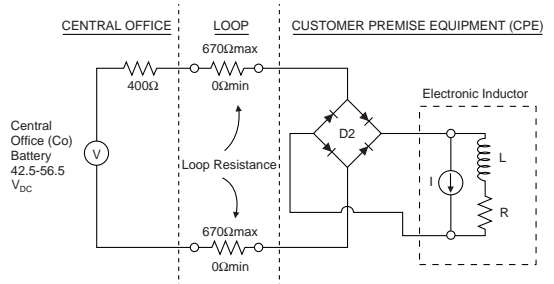 CENTRAL OFFICE
LOOP
CUSTOMER PREMISE EQUIPMENT (CPE)
670Ωmax
400Ω
0Ωmin
Electronic Inductor
D2
Central
Office (Co)
Battery
42.5-56.5
VDC
V
Loop Resistance
I
L
R
670Ωmax
0Ωmin